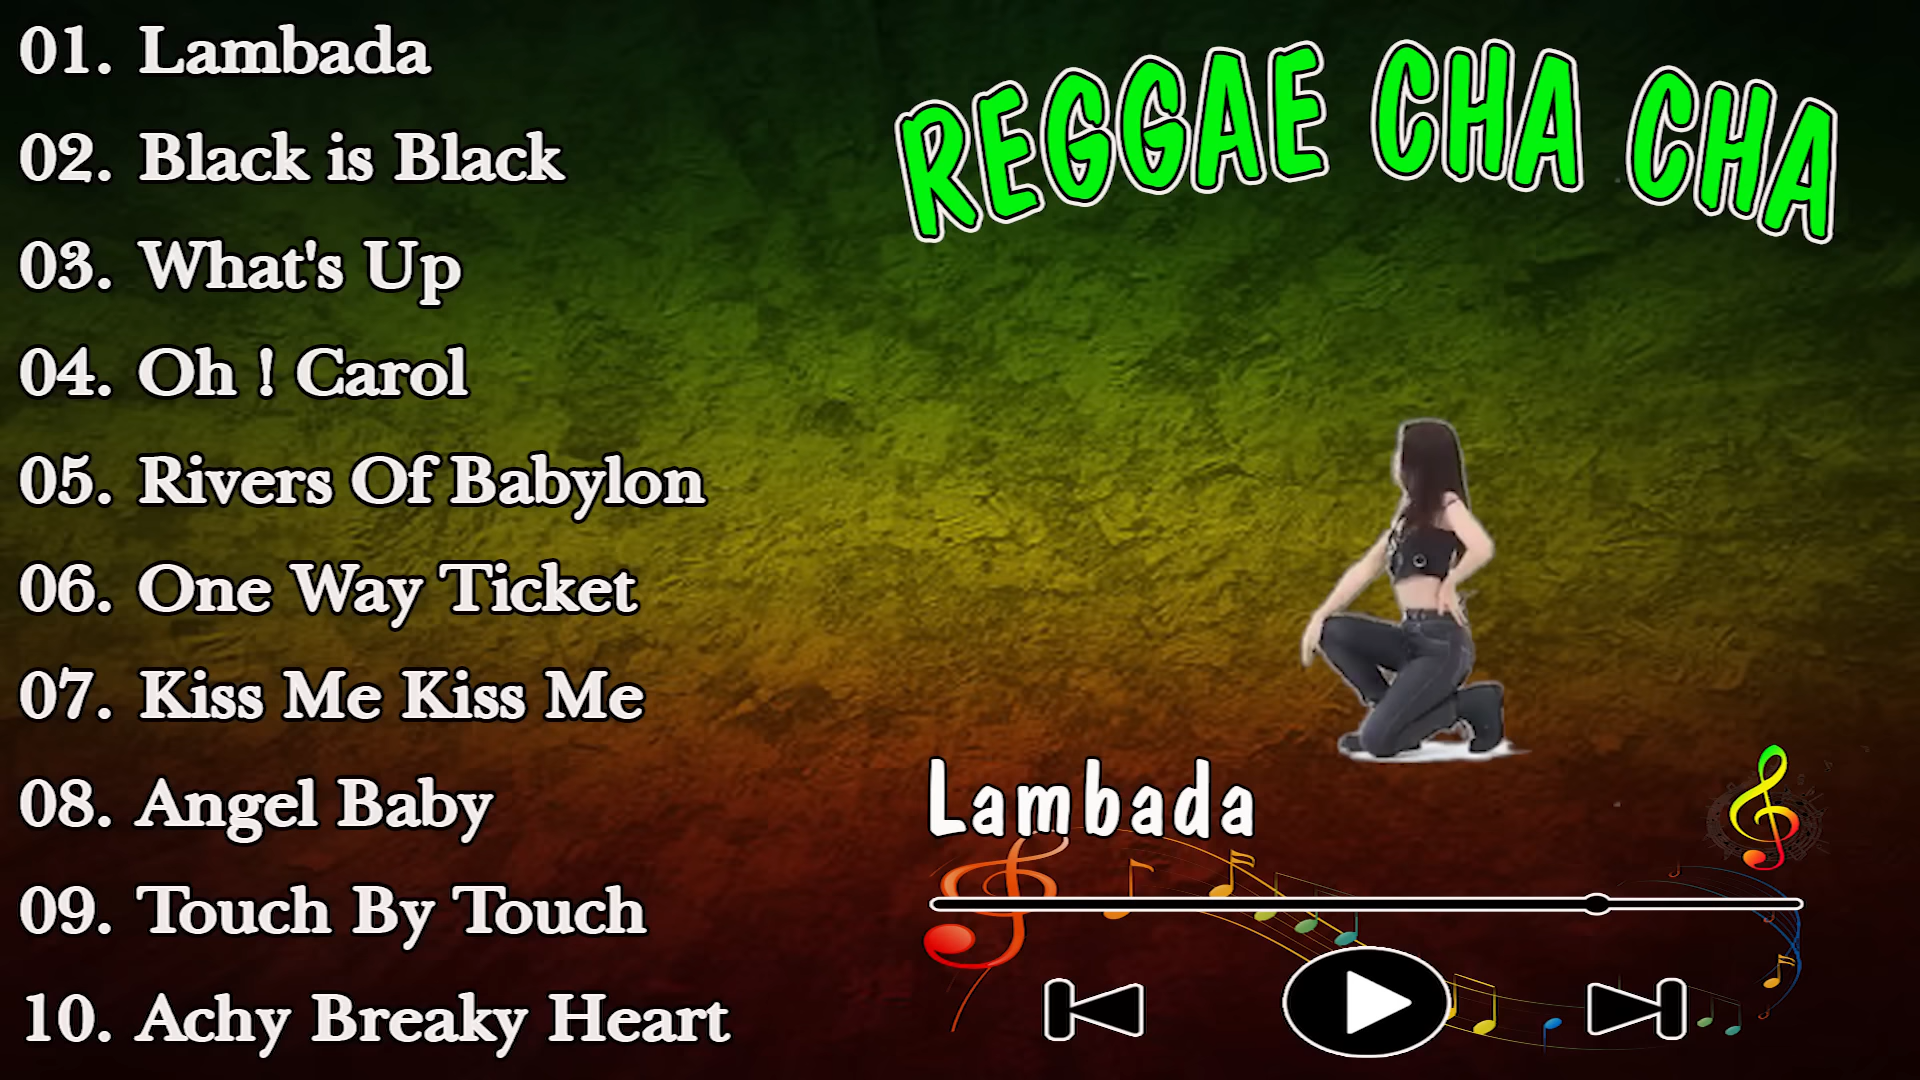 01. Lambada
02. Black is Black
03. What's Up
04. Oh ! Carol
05. Rivers Of Babylon
06. One Way Ticket
07. Kiss Me Kiss Me
08. Angel Baby
09. Touch By Touch
10. Achy Breaky Heart
REGGAE CHA CHA
Lambada